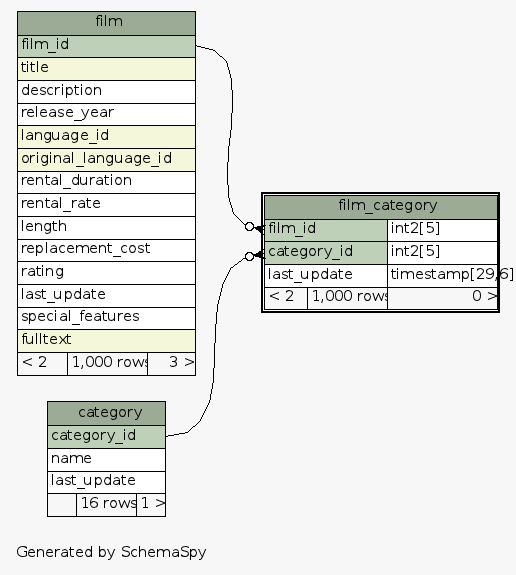 film
film_id
title
description
release_year
language_id
original_language_id
rental_duration
rental_rate
length
replacement_cost
rating
last_update
special_features
fulltext
< 2 1,000 rows 3 >
film_category
film_id int2[5]
category_id int2[5]
last_update timestamp[29,6]
< 2 1,000 rows 0 >
category
category_id
name
last_update
16 rows 1 >
Generated by SchemaSpy